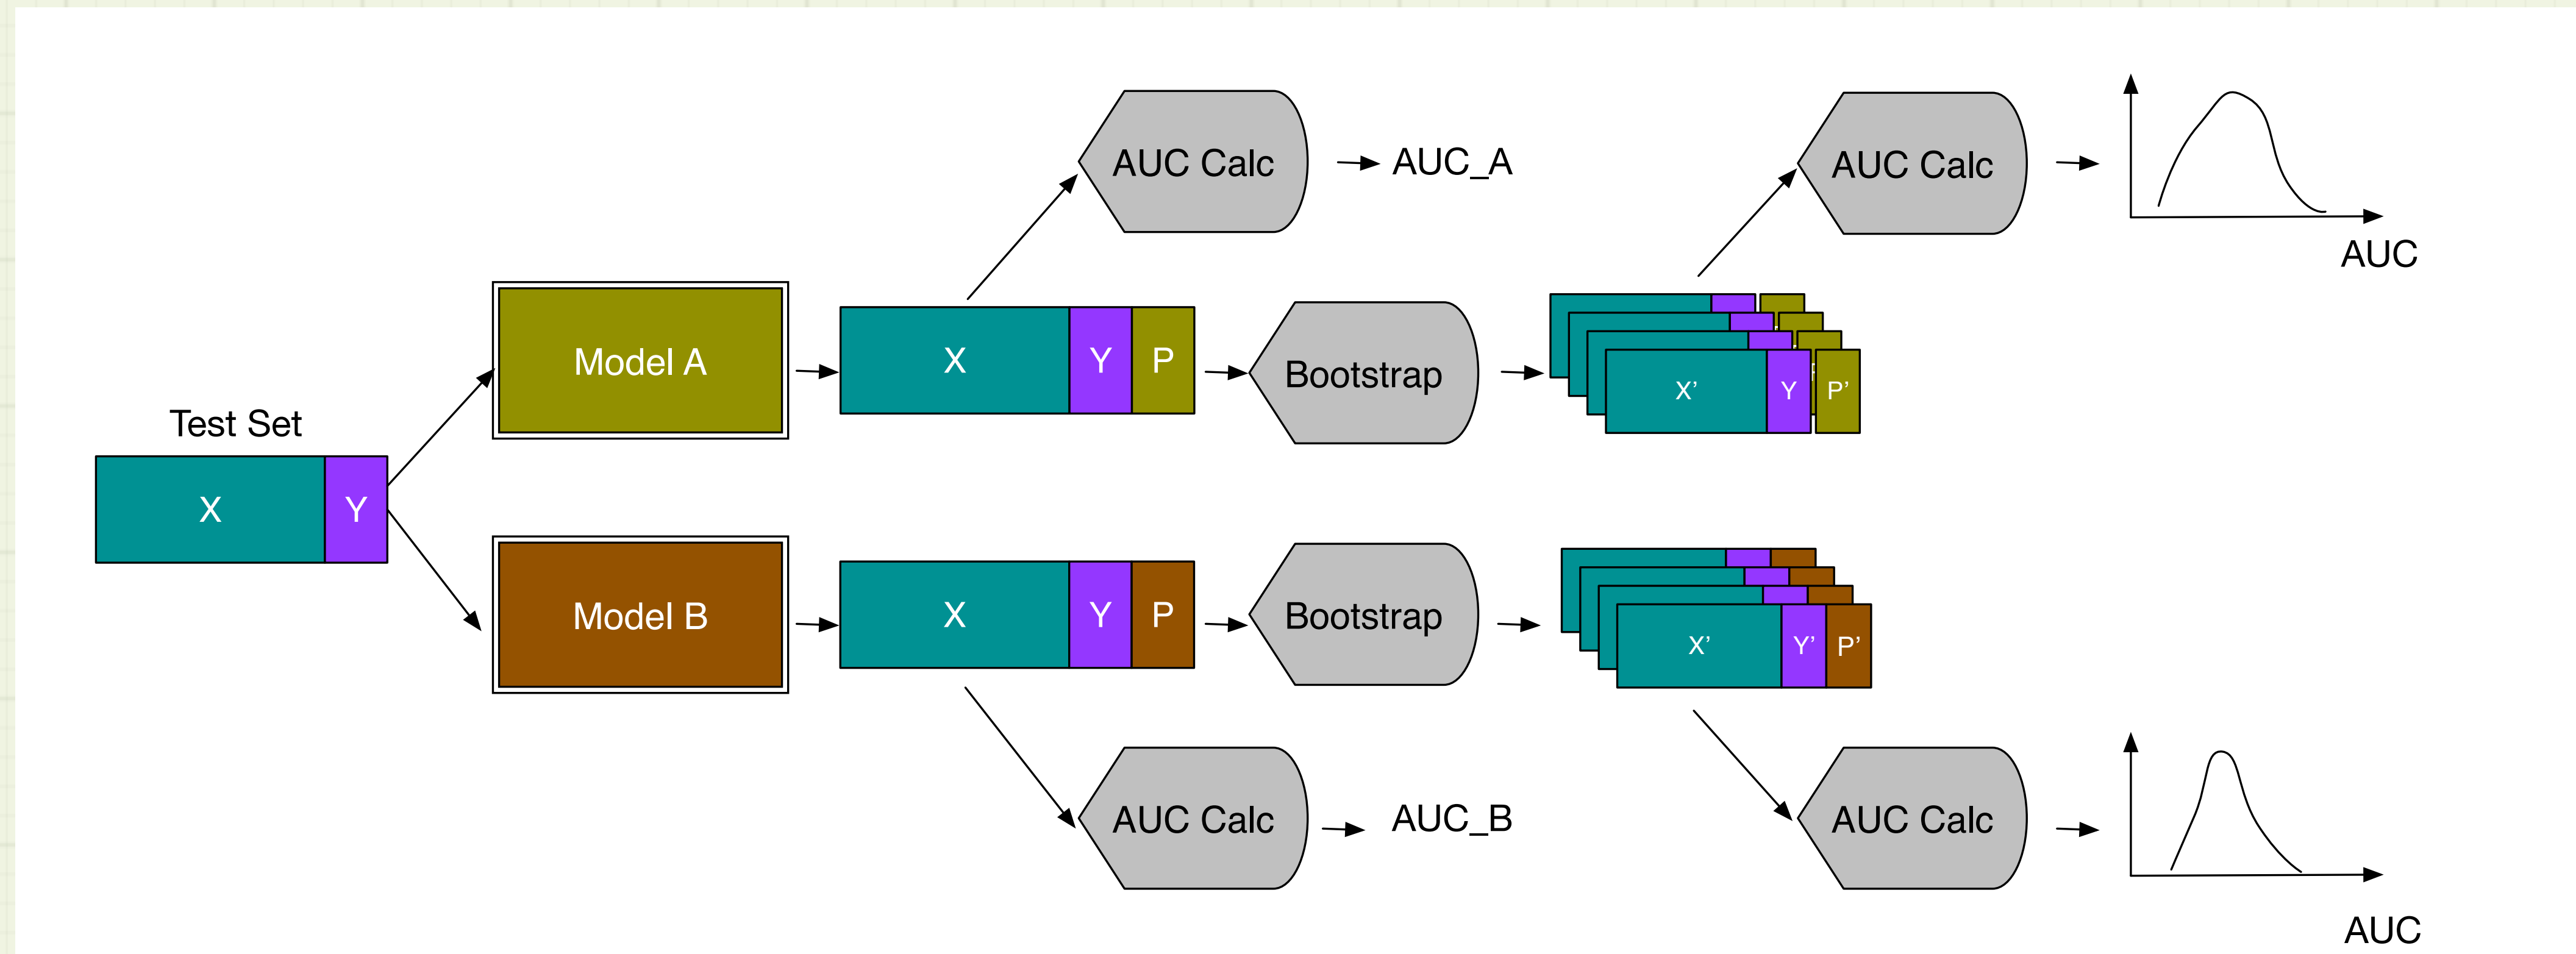 AUC Calc
AUC_A
AUC Calc
AUC
Model A
X Y P
Bootstrap
X’ Y P’
Test Set
X Y
Model B
X Y P
Bootstrap
X’ Y’ P’
AUC Calc
AUC_B
AUC Calc
AUC